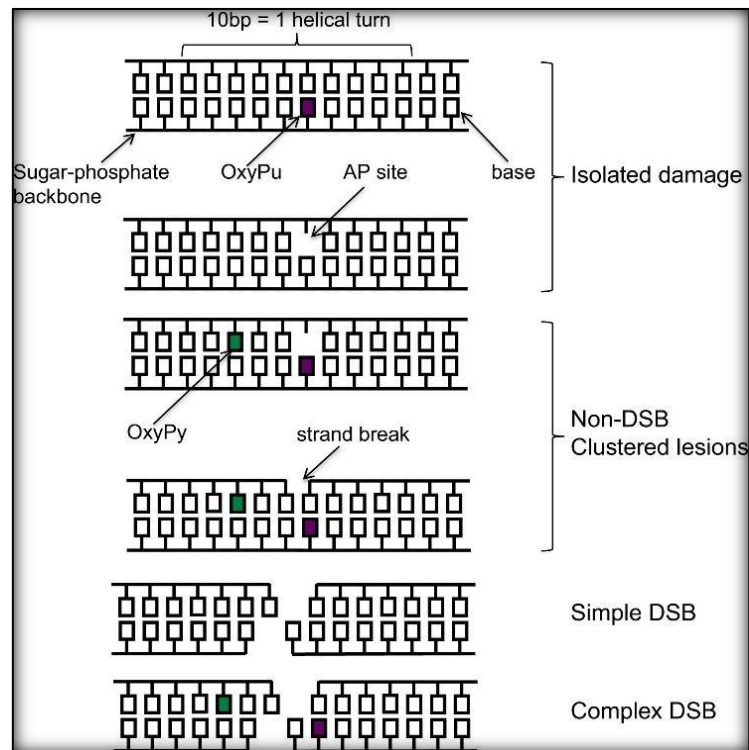 10bp = 1 helical turn
Sugar-phosphate
backbone
OxyPu
AP site
base
Isolated damage
OxyPy
strand break
Non-DSB
Clustered lesions
Simple DSB
Complex DSB